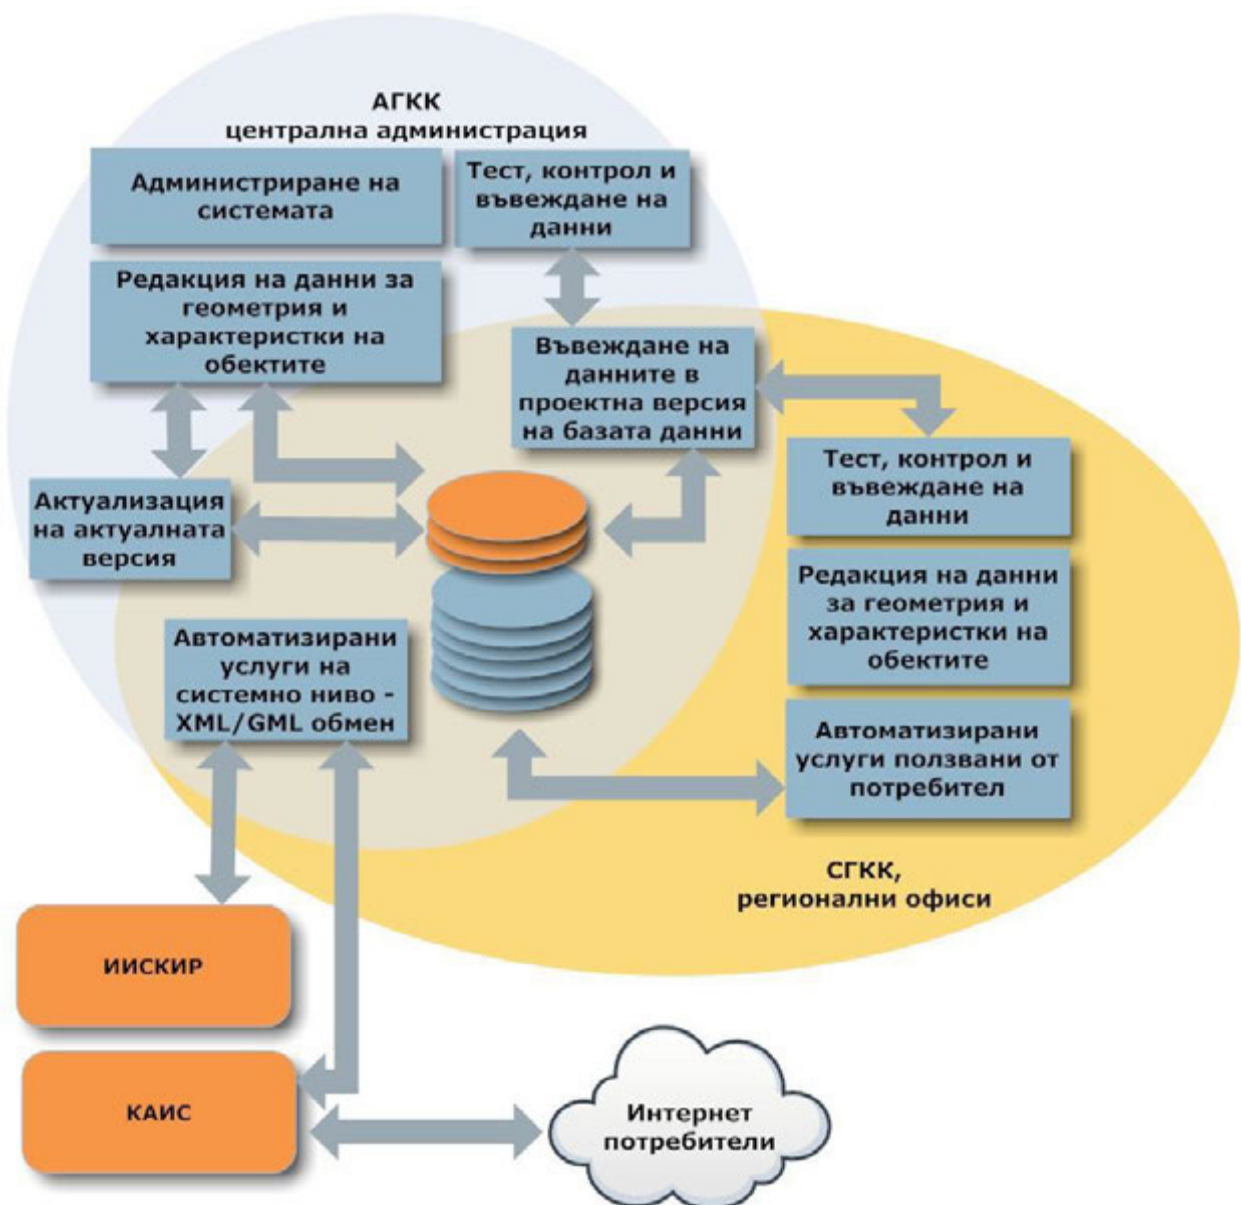 АГКК
централна администрация
Администриране на
системата
Тест, контрол и
въвеждане на
данни
Редакция на данни за
геометрия и
характеристки на
обектите
Въвеждане на
данните в
проектна версия
на базата данни
Тест, контрол и
въвеждане на
данни
Актуализация
на актуалната
версия
Редакция на данни
за геометрия и
характеристки на
обектите
Автоматизирани
услуги на
системно ниво -
XML/GML обмен
Автоматизирани
услуги ползвани от
потребител
СГКК,
регионални офиси
ИИСКИР
КАИС
Интернет
потребители